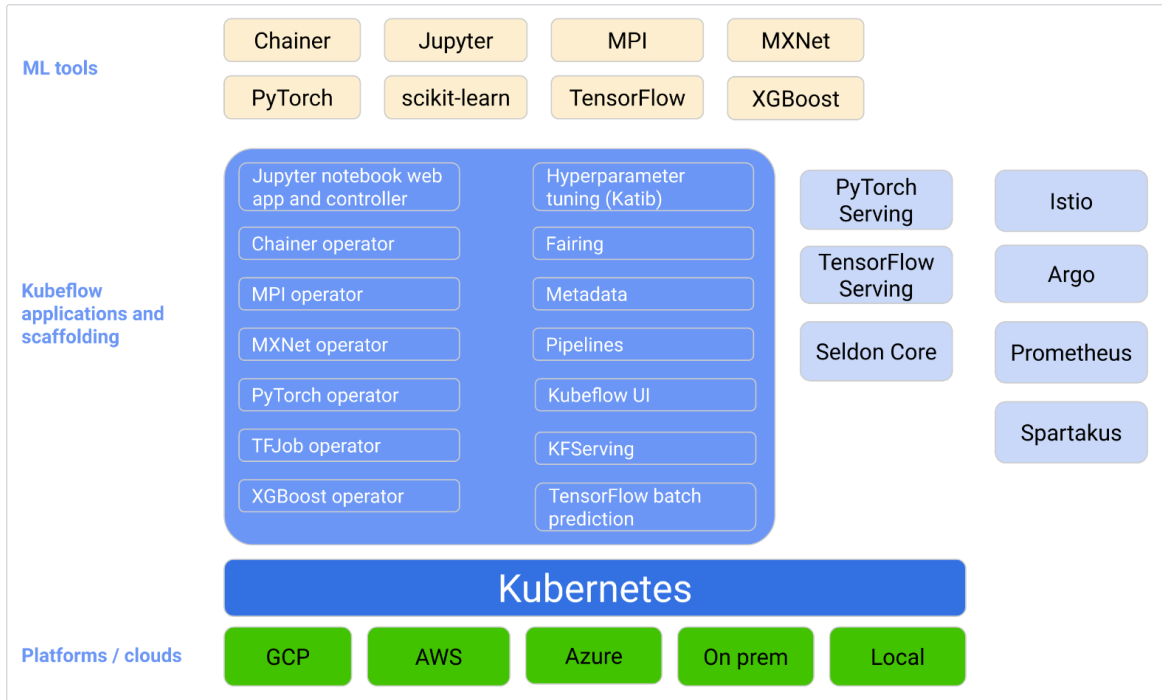 ML tools
Chainer
Jupyter
MPI
MXNet
PyTorch
scikit-learn
TensorFlow
XGBoost
Kubeflow
applications and
scaffolding
Jupyter notebook web
app and controller
Chainer operator
MPI operator
MXNet operator
PyTorch operator
TFJob operator
XGBoost operator
Hyperparameter
tuning (Katib)
Fairing
Metadata
Pipelines
Kubeflow UI
KFServing
TensorFlow batch
prediction
PyTorch
Serving
TensorFlow
Serving
Seldon Core
Istio
Argo
Prometheus
Spartakus
Kubernetes
Platforms / clouds
GCP
AWS
Azure
On prem
Local